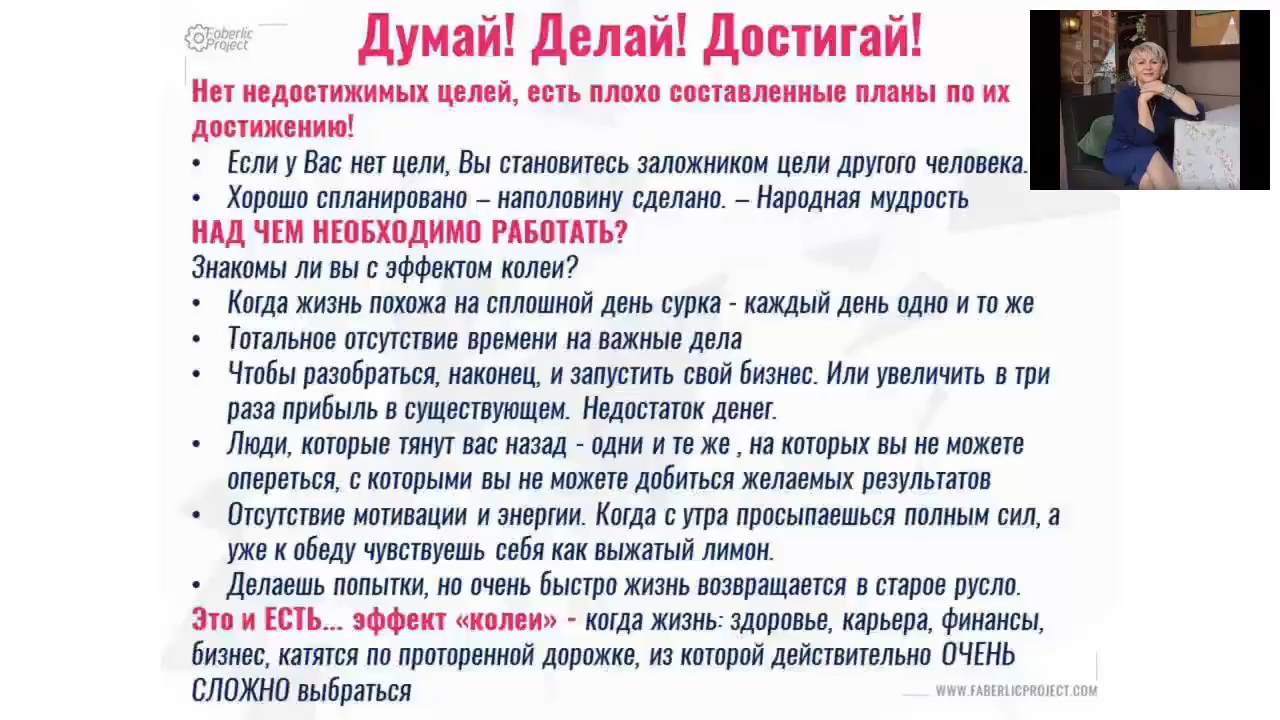 Faberlic
Project
Думай! Делай! Достигай!
Нет недостижимых целей, есть плохо составленные планы по их
достижению!
• Если у Вас нет цели, Вы становитесь заложником цели другого человека.
• Хорошо спланировано – наполовину сделано. – Народная мудрость
НАД ЧЕМ НЕОБХОДИМО РАБОТАТЬ?
Знакомы ли вы с эффектом колеи?
• Когда жизнь похожа на сплошной день сурка - каждый день одно и то же
• Тотальное отсутствие времени на важные дела
• Чтобы разобраться, наконец, и запустить свой бизнес. Или увеличить в три
раза прибыль в существующем. Недостаток денег.
• Люди, которые тянут вас назад - одни и те же , на которых вы не можете
опереться, с которыми вы не можете добиться желаемых результатов
• Отсутствие мотивации и энергии. Когда с утра просыпаешься полным сил, а
уже к обеду чувствуешь себя как выжатый лимон.
• Делаешь попытки, но очень быстро жизнь возвращается в старое русло.
Это и ЕСТЬ... эффект «колеи» - когда жизнь: здоровье, карьера, финансы,
бизнес, катятся по проторенной дорожке, из которой действительно ОЧЕНЬ
СЛОЖНО выбраться
WWW.FABERLICPROJECT.COM